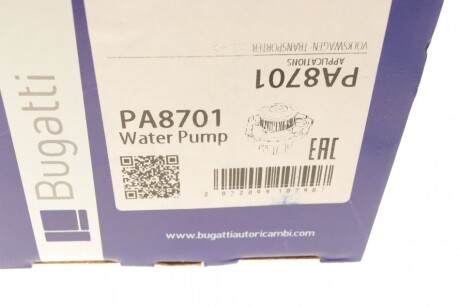 VOLKSWAGEN-TRANSPORTER
APPLICATIONS
PA8701
PA8701
Water Pump
EAC
Bugatti
www.bugattiautoricambi.com